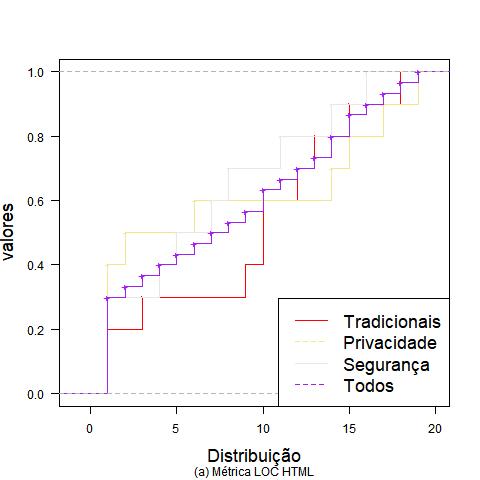 1.0
0.8
0.6
0.4
0.2
0.0
valores
Tradicionais
Privacidade
Segurança
Todos
0 5 10 15 20
Distribuição
(a) Métrica LOC HTML